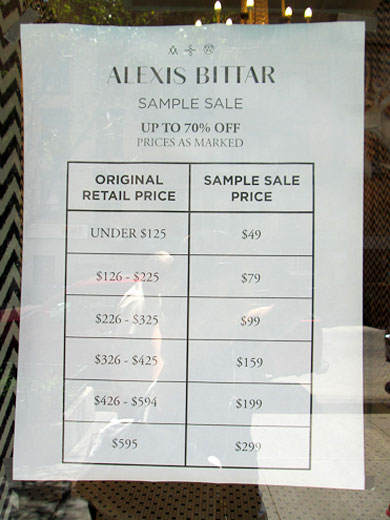 ALEXIS BITTAR
SAMPLE SALE
UP TO 70% OFF
PRICES AS MARKED
ORIGINAL RETAIL PRICE SAMPLE SALE PRICE
UNDER $125 $49
$126 - $225 $79
$226 - $325 $99
$326 - $425 $159
$426 - $594 $199
$595 $299